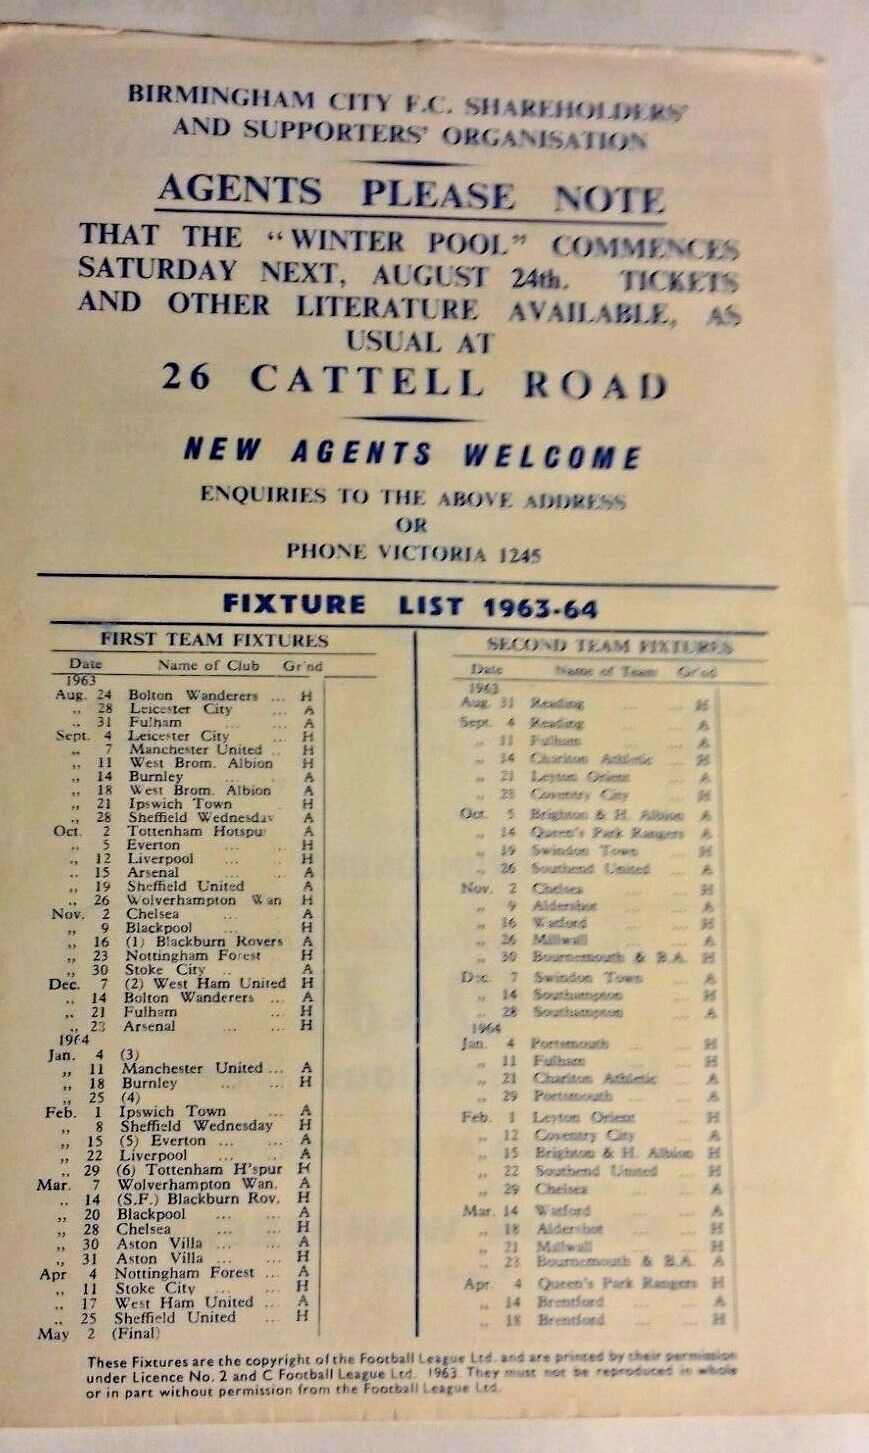 BIRMINGHAM CITY F.C. SHAREHOLDERS'
AND SUPPORTERS' ORGANISATION
AGENTS PLEASE NOTE
THAT THE "WINTER POOL" COMMENCES
SATURDAY NEXT, AUGUST 24th. TICKETS
AND OTHER LITERATURE AVAILABLE, AS
USUAL AT
26 CATTELL ROAD
NEW AGENTS WELCOME
ENQUIRIES TO THE ABOVE ADDRESS
OR
PHONE VICTORIA 1245
FIXTURE LIST 1963-64
FIRST TEAM FIXTURES
Date Name of Club Gr'nd
1963
Aug. 24 Bolton Wanderers ... H
,, 28 Leicester City ... A
,, 31 Fulham ... ... A
Sept. 4 Leicester City .. H
,, 7 Manchester United .. H
,, 11 West Brom. Albion H
,, 14 Burnley ... ... A
,, 18 West Brom. Albion A
,, 21 Ipswich Town H
,, 28 Sheffield Wednesday A
Oct. 2 Tottenham Hotspur A
,, 5 Everton ... .. H
,, 12 Liverpool ... ... H
,, 15 Arsenal ... ... A
,, 19 Sheffield United A
,, 26 Wolverhampton Wan H
Nov. 2 Chelsea ... A
,, 9 Blackpool ... H
,, 16 (1) Blackburn Rovers A
,, 23 Nottingham Forest H
,, 30 Stoke City .. A
Dec. 7 (2) West Ham United H
,, 14 Bolton Wanderers ... A
,, 21 Fulham ... H
,, 23 Arsenal ... ... H
1964
Jan. 4 (3)
,, 11 Manchester United ... A
,, 18 Burnley ... ... H
,, 25 (4)
Feb. 1 Ipswich Town ... A
,, 8 Sheffield Wednesday H
,, 15 (5) Everton ... ... A
,, 22 Liverpool ... .. A
,, 29 (6) Tottenham H'spur H
Mar. 7 Wolverhampton Wan. A
,, 14 (S.F.) Blackburn Rov. H
,, 20 Blackpool ... ... A
,, 28 Chelsea ... ... H
,, 30 Aston Villa ... ... A
,, 31 Aston Villa ... ... H
Apr 4 Nottingham Forest ... A
,, 11 Stoke City ... ... H
,, 17 West Ham United .. A
,, 25 Sheffield United .. H
May 2 (Final)
SECOND TEAM FIXTURES
Date Name of Team Gr'nd
1963
Aug. 31 Reading ... H
Sept. 4 Reading ... A
,, 11 Fulham ... A
,, 14 Charlton Athletic ... H
,, 21 Leyton Orient ... A
,, 28 Coventry City ... H
Oct. 5 Brighton & H. Albion A
,, 14 Queen's Park Rangers A
,, 19 Swindon Town ... H
,, 26 Southend United ... A
Nov. 2 Chelsea ... H
,, 9 Aldershot ... ... A
,, 16 Watford ... ... H
,, 26 Millwall ... A
,, 30 Bournemouth & B.A. H
Dec. 7 Swindon Town ... A
,, 14 Southampton ... H
,, 28 Southampton ... A
1964
Jan. 4 Portsmouth ... H
,, 11 Fulham ... H
,, 21 Charlton Athletic ... A
,, 29 Portsmouth ... A
Feb. 1 Leyton Orient ... H
,, 12 Coventry City ... A
,, 15 Brighton & H. Albion H
,, 22 Southend United ... H
,, 29 Chelsea ... ... A
Mar. 14 Watford ... ... A
,, 18 Aldershot ... ... H
,, 21 Millwall ... H
,, 23 Bournemouth & B.A. A
Apr. 4 Queen's Park Rangers H
,, 14 Brentford ... A
,, 18 Brentford ... H
These Fixtures are the copyright of the Football League Ltd. and are printed by their permission
under Licence No. 2 and C Football League Ltd. 1963 They must not be reproduced in whole
or in part without permission from the Football League Ltd.